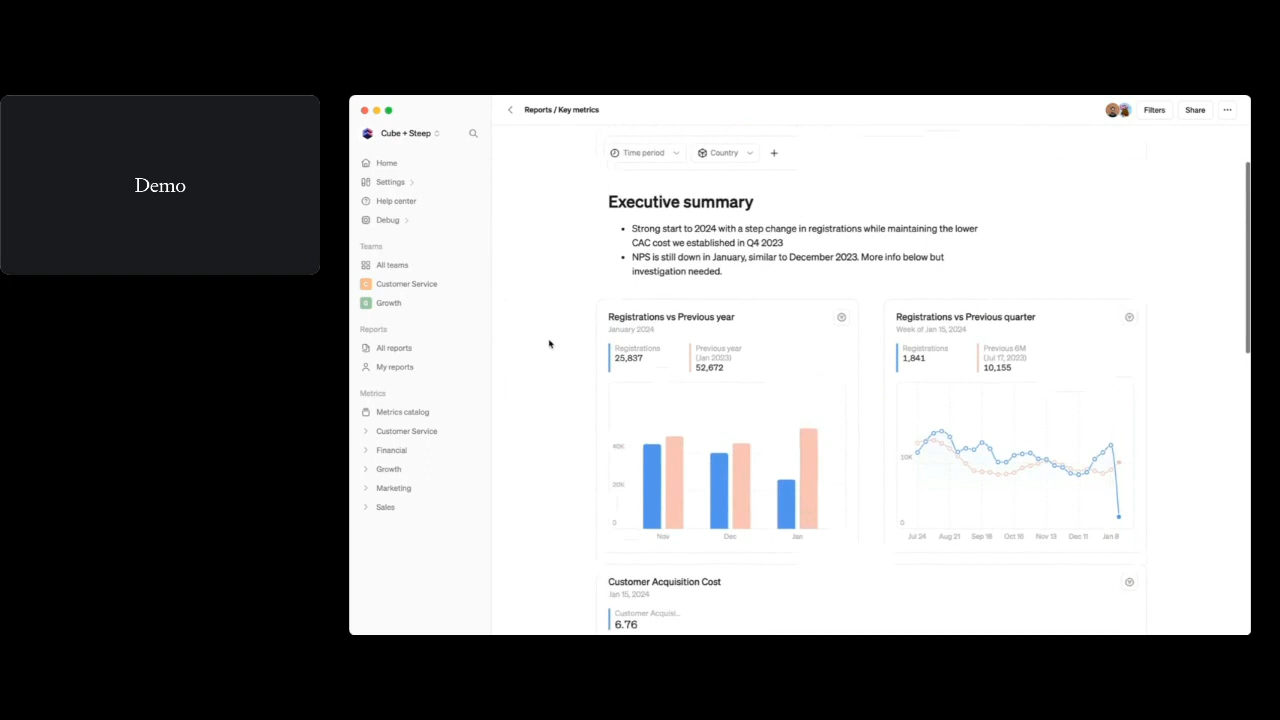 Demo
Reports / Key metrics
Filters
Share
Cube + Steep
Home
Settings
Help center
Debug
Teams
All teams
C Customer Service
G Growth
Reports
All reports
My reports
Metrics
Metrics catalog
Customer Service
Financial
Growth
Marketing
Sales
Time period
Country
Executive summary
• Strong start to 2024 with a step change in registrations while maintaining the lower
CAC cost we established in Q4 2023
• NPS is still down in January, similar to December 2023. More info below but
investigation needed.
Registrations vs Previous year
January 2024
Registrations
25,837
Previous year
(Jan 2023)
52,672
40K
20K
0
Nov Dec Jan
Registrations vs Previous quarter
Week of Jan 15, 2024
Registrations
1,841
Previous 6M
(Jul 17, 2023)
10,155
10K
0
Jul 24 Aug 21 Sep 18 Oct 16 Nov 13 Dec 11 Jan 8
Customer Acquisition Cost
Jan 15, 2024
Customer Acquisi...
6.76